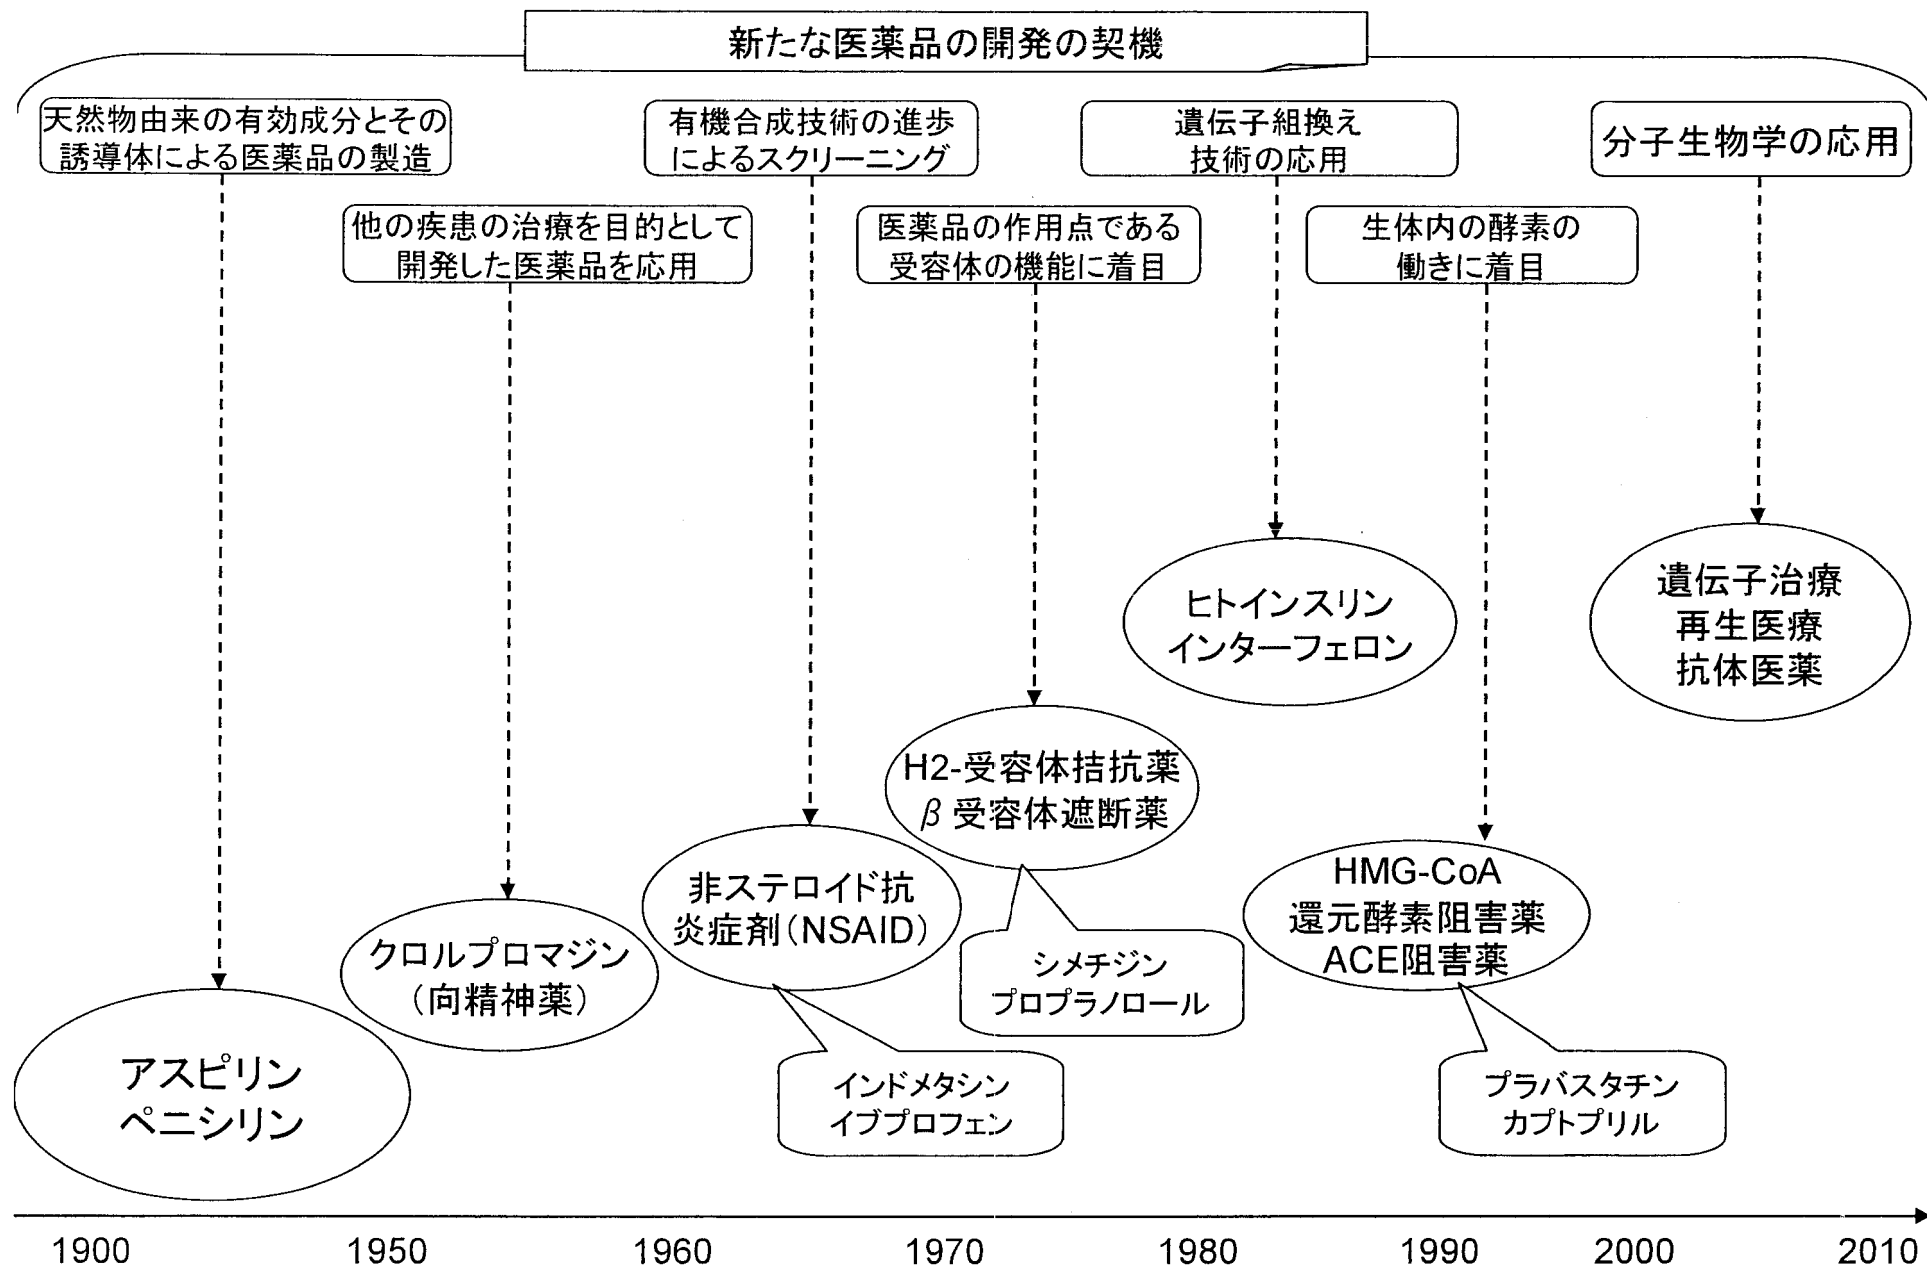 新たな医薬品の開発の契機
天然物由来の有効成分とその
誘導体による医薬品の製造
有機合成技術の進歩
によるスクリーニング
遺伝子組換え
技術の応用
分子生物学の応用
他の疾患の治療を目的として
開発した医薬品を応用
医薬品の作用点である
受容体の機能に着目
生体内の酵素の
働きに着目
アスピリン
ペニシリン
クロルプロマジン
（向精神薬）
非ステロイド抗
炎症剤（NSAID）
インドメタシン
イブプロフェン
H2-受容体拮抗薬
β受容体遮断薬
シメチジン
プロプラノロール
ヒトインスリン
インターフェロン
HMG-CoA
還元酵素阻害薬
ACE阻害薬
プラバスタチン
カプトプリル
遺伝子治療
再生医療
抗体医薬
1900 1950 1960 1970 1980 1990 2000 2010